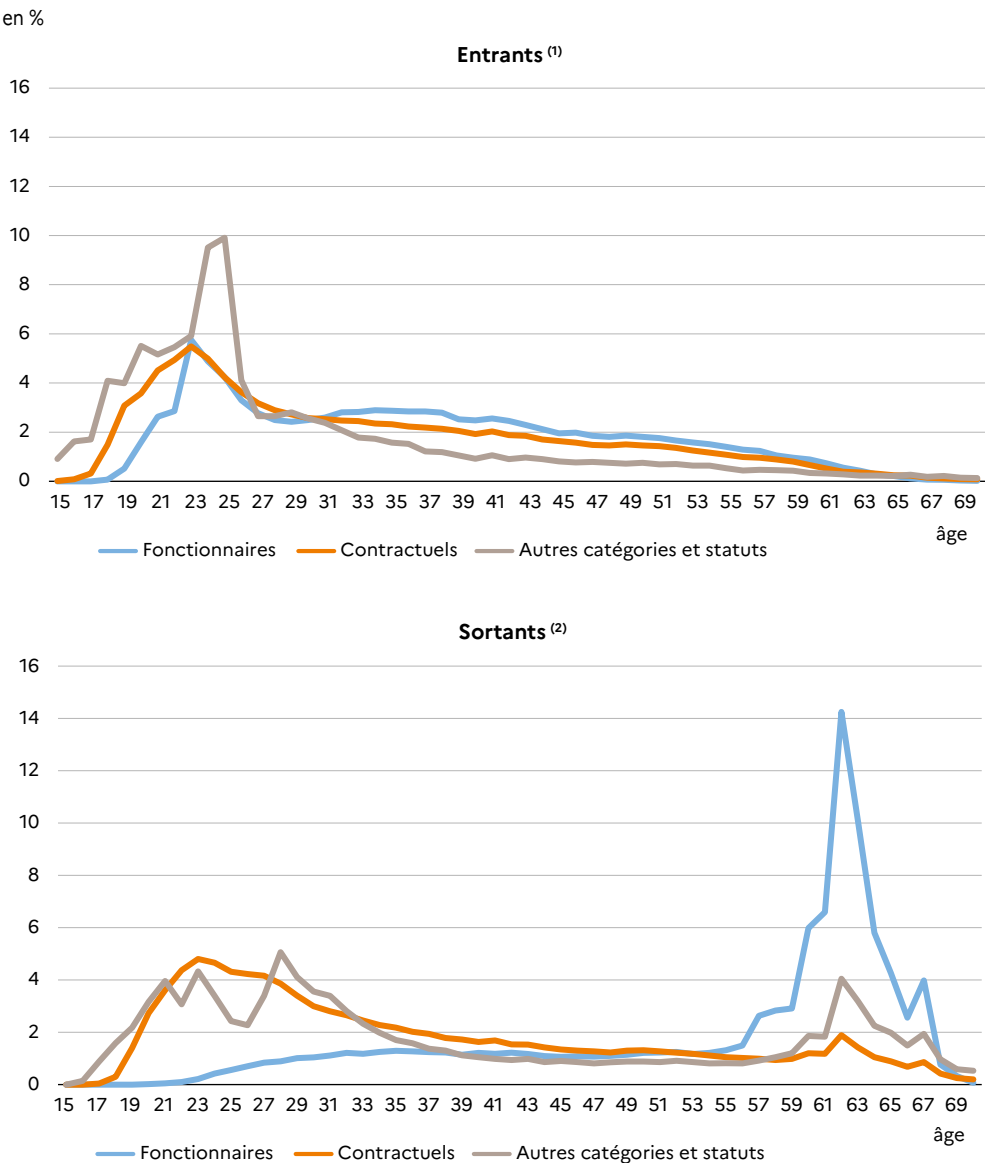 en %
Entrants (1)
16
14
12
10
8
6
4
2
0
15 17 19 21 23 25 27 29 31 33 35 37 39 41 43 45 47 49 51 53 55 57 59 61 63 65 67 69
âge
Fonctionnaires Contractuels Autres catégories et statuts
Sortants (2)
16
14
12
10
8
6
4
2
0
15 17 19 21 23 25 27 29 31 33 35 37 39 41 43 45 47 49 51 53 55 57 59 61 63 65 67 69
âge
Fonctionnaires Contractuels Autres catégories et statuts